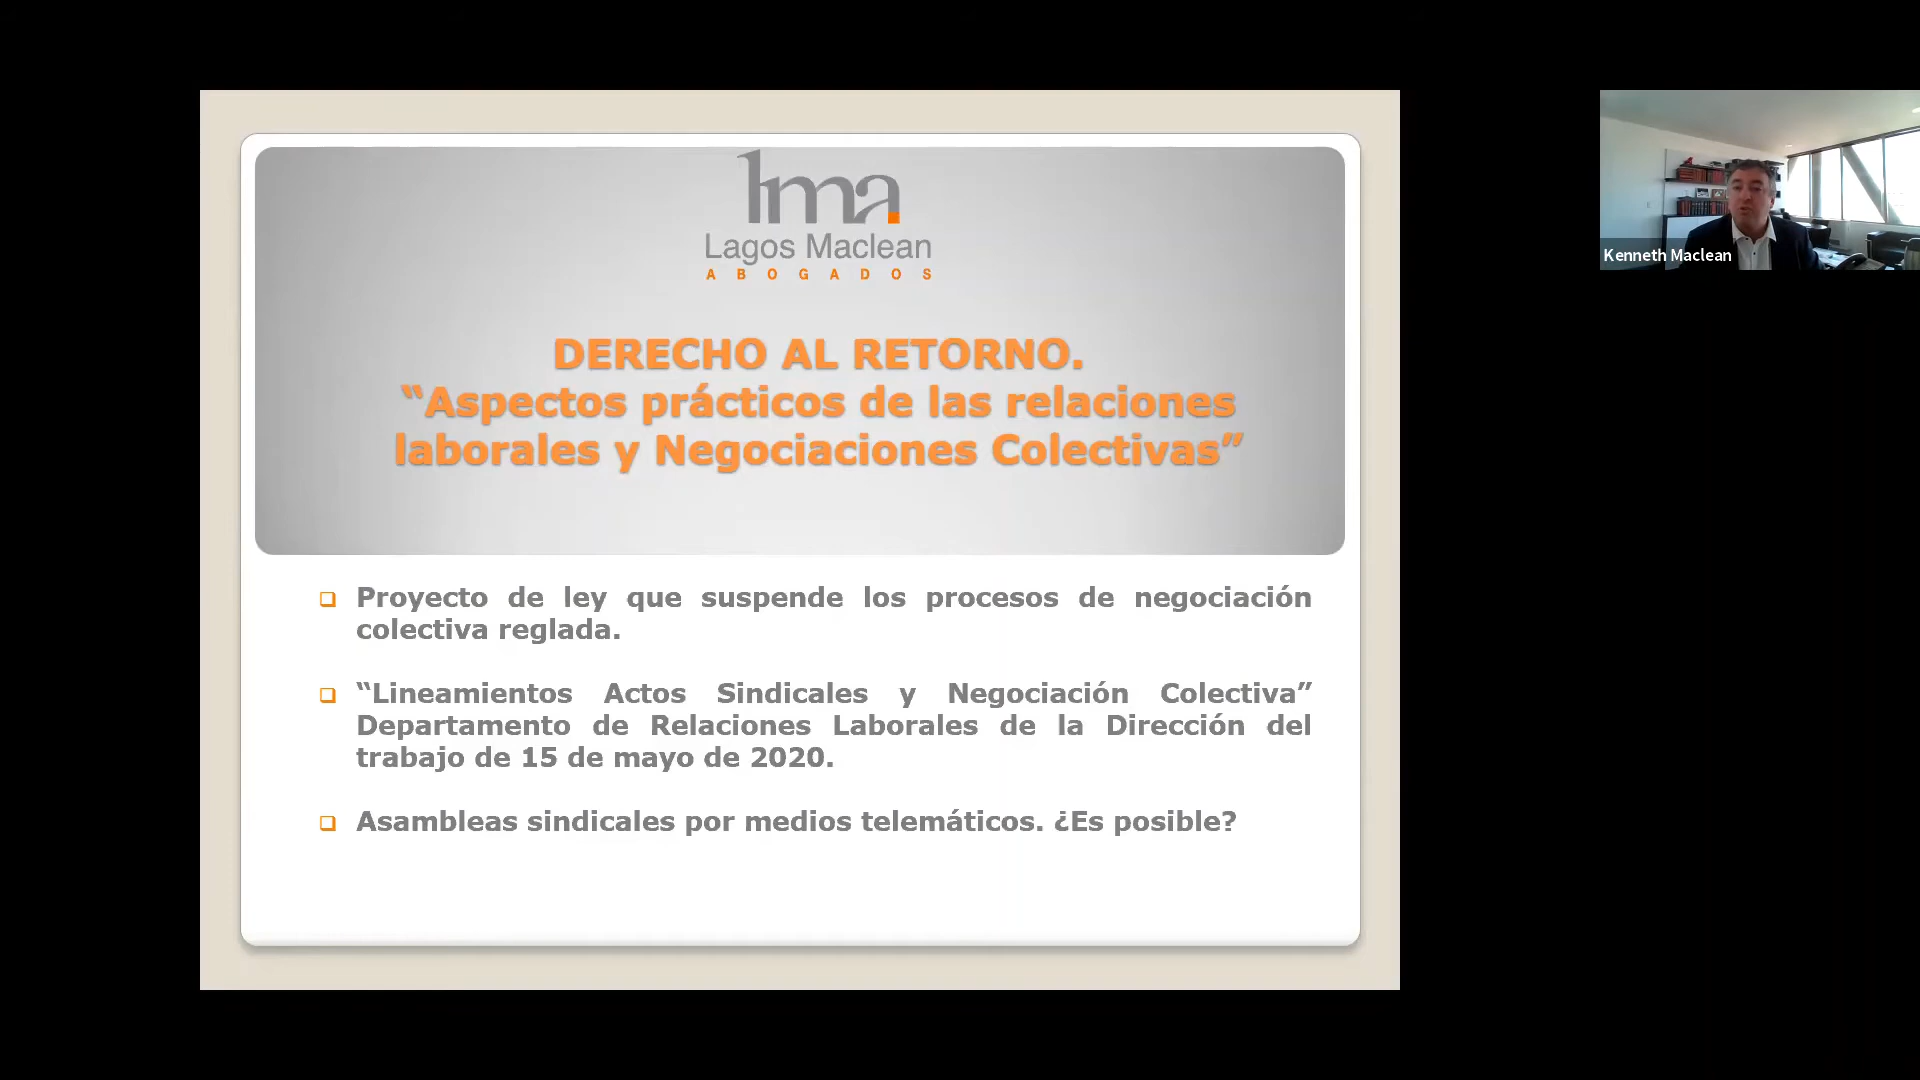 lma
Lagos Maclean
ABOGADOS
DERECHO AL RETORNO.
“Aspectos prácticos de las relaciones
laborales y Negociaciones Colectivas”
Proyecto de ley que suspende los procesos de negociación
colectiva reglada.
“Lineamientos Actos Sindicales y Negociación Colectiva”
Departamento de Relaciones Laborales de la Dirección del
trabajo de 15 de mayo de 2020.
Asambleas sindicales por medios telemáticos. ¿Es posible?
Kenneth Maclean